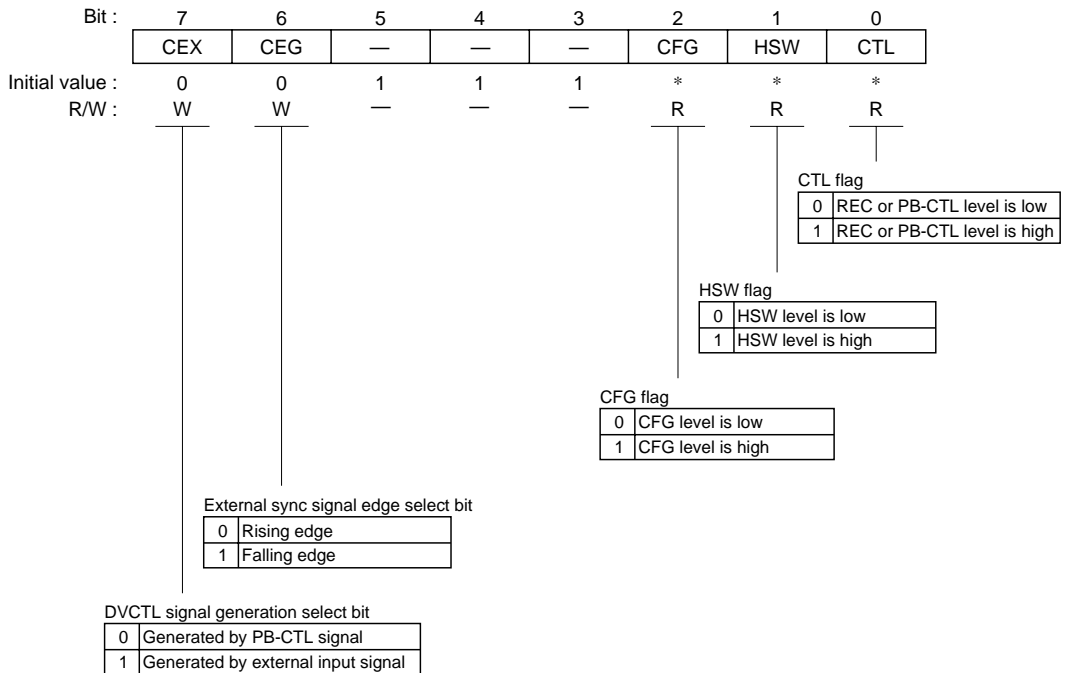 Bit : 7 6 5 4 3 2 1 0
CEX CEG — — — CFG HSW CTL
Initial value : 0 0 1 1 1 * * *
R/W : W W — — — R R R
CTL flag
0 REC or PB-CTL level is low
1 REC or PB-CTL level is high
HSW flag
0 HSW level is low
1 HSW level is high
CFG flag
0 CFG level is low
1 CFG level is high
External sync signal edge select bit
0 Rising edge
1 Falling edge
DVCTL signal generation select bit
0 Generated by PB-CTL signal
1 Generated by external input signal